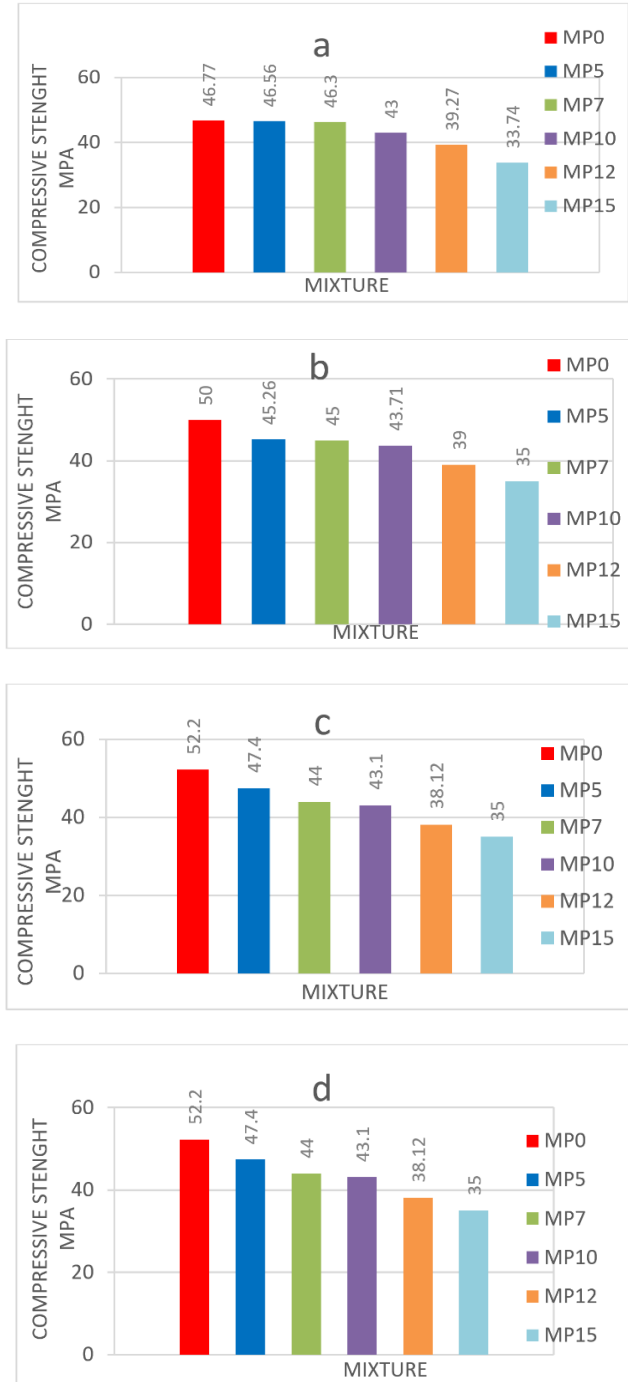 a
COMPRESSIVE STENGHT
MPA
60
40
20
0
46.77
46.56
46.3
43
39.27
33.74
MIXTURE
MP0
MP5
MP7
MP10
MP12
MP15
b
COMPRESSIVE STENGHT
MPA
60
40
20
0
50
45.26
45
43.71
39
35
MIXTURE
MP0
MP5
MP7
MP10
MP12
MP15
c
COMPRESSIVE STENGHT
MPA
60
40
20
0
52.2
47.4
44
43.1
38.12
35
MIXTURE
MP0
MP5
MP7
MP10
MP12
MP15
d
COMPRESSIVE STENGHT
MPA
60
40
20
0
52.2
47.4
44
43.1
38.12
35
MIXTURE
MP0
MP5
MP7
MP10
MP12
MP15